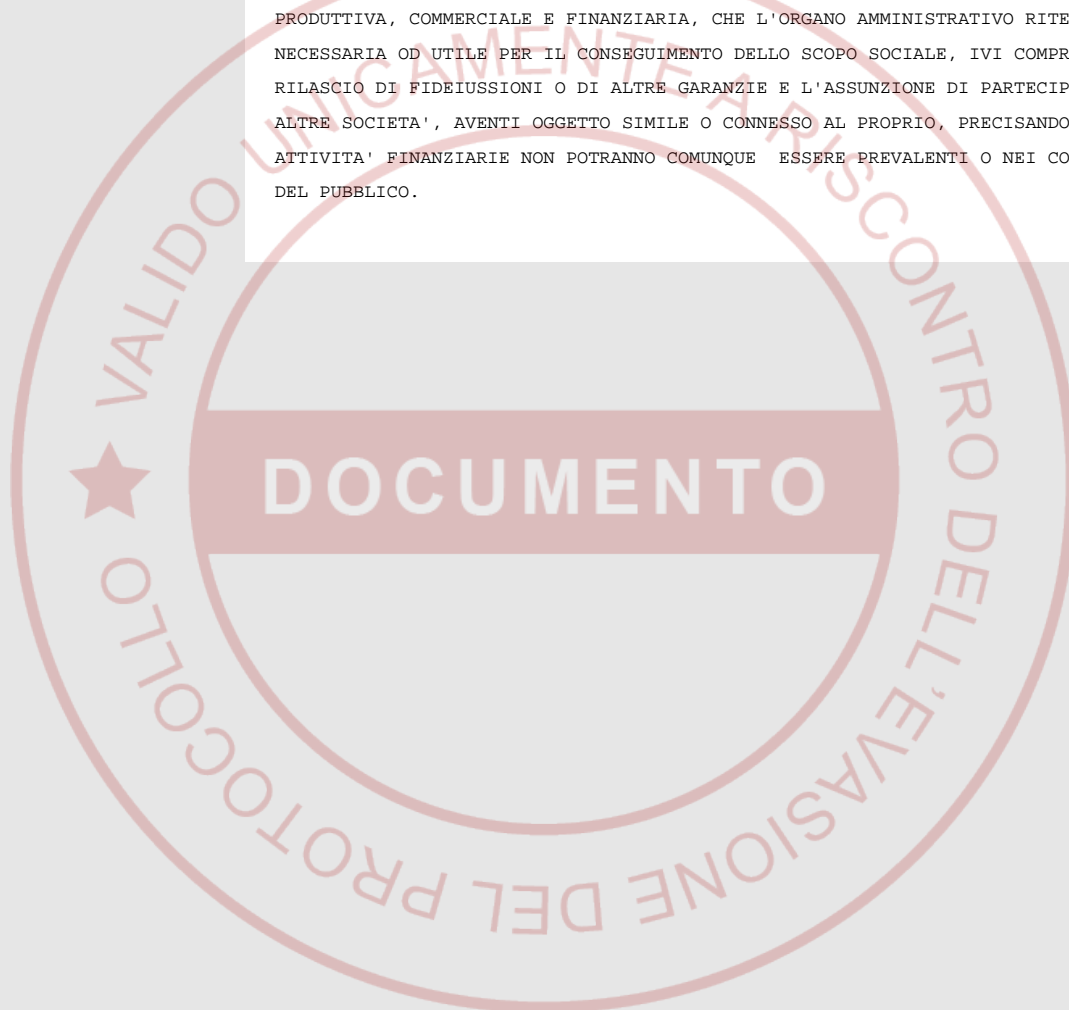 PRODUTTIVA, COMMERCIALE E FINANZIARIA, CHE L'ORGANO AMMINISTRATIVO RITE
NECESSARIA OD UTILE PER IL CONSEGUIMENTO DELLO SCOPO SOCIALE, IVI COMPR
RILASCIO DI FIDEIUSSIONI O DI ALTRE GARANZIE E L'ASSUNZIONE DI PARTECIP
ALTRE SOCIETA', AVENTI OGGETTO SIMILE O CONNESSO AL PROPRIO, PRECISANDO
ATTIVITA' FINANZIARIE NON POTRANNO COMUNQUE ESSERE PREVALENTI O NEI CO
DEL PUBBLICO.
VALIDO UNICAMENTE A RISCONTRO DELL'EVASIONE DEL PROTOCOLLO
DOCUMENTO